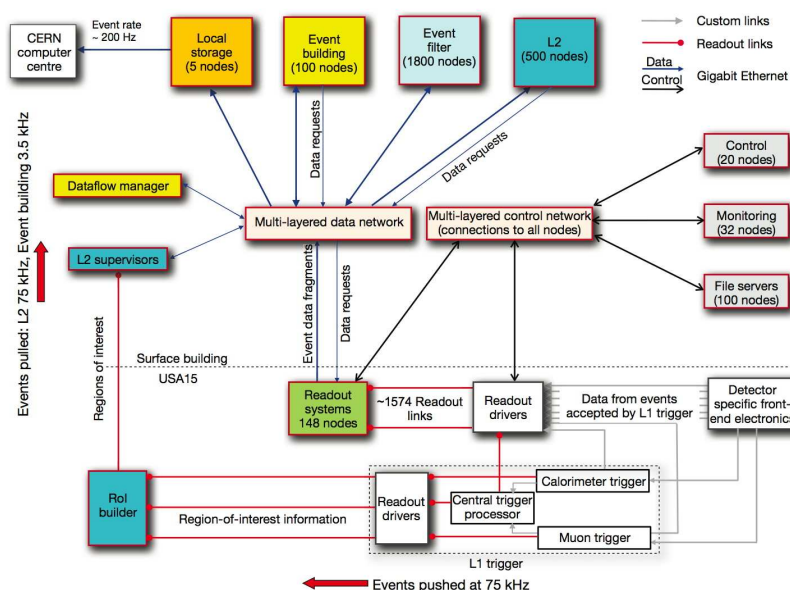 CERN
computer
centre
Event rate
~ 200 Hz
Local
storage
(5 nodes)
Event
building
(100 nodes)
Event
filter
(1800 nodes)
L2
(500 nodes)
Custom links
Readout links
Data
Control
Gigabit Ethernet
Data requests
Data requests
Control
(20 nodes)
Monitoring
(32 nodes)
File servers
(100 nodes)
Dataflow manager
Multi-layered data network
Multi-layered control network
(connections to all nodes)
L2 supervisors
Events pulled: L2 75 kHz, Event building 3.5 kHz
Regions of interest
Event data fragments
Data requests
Surface building
USA15
Readout
systems
148 nodes
~1574 Readout
links
Readout
drivers
Data from events
accepted by L1 trigger
Detector
specific front-
end electronics
RoI
builder
Region-of-interest information
Readout
drivers
Central trigger
processor
Calorimeter trigger
Muon trigger
L1 trigger
Events pushed at 75 kHz